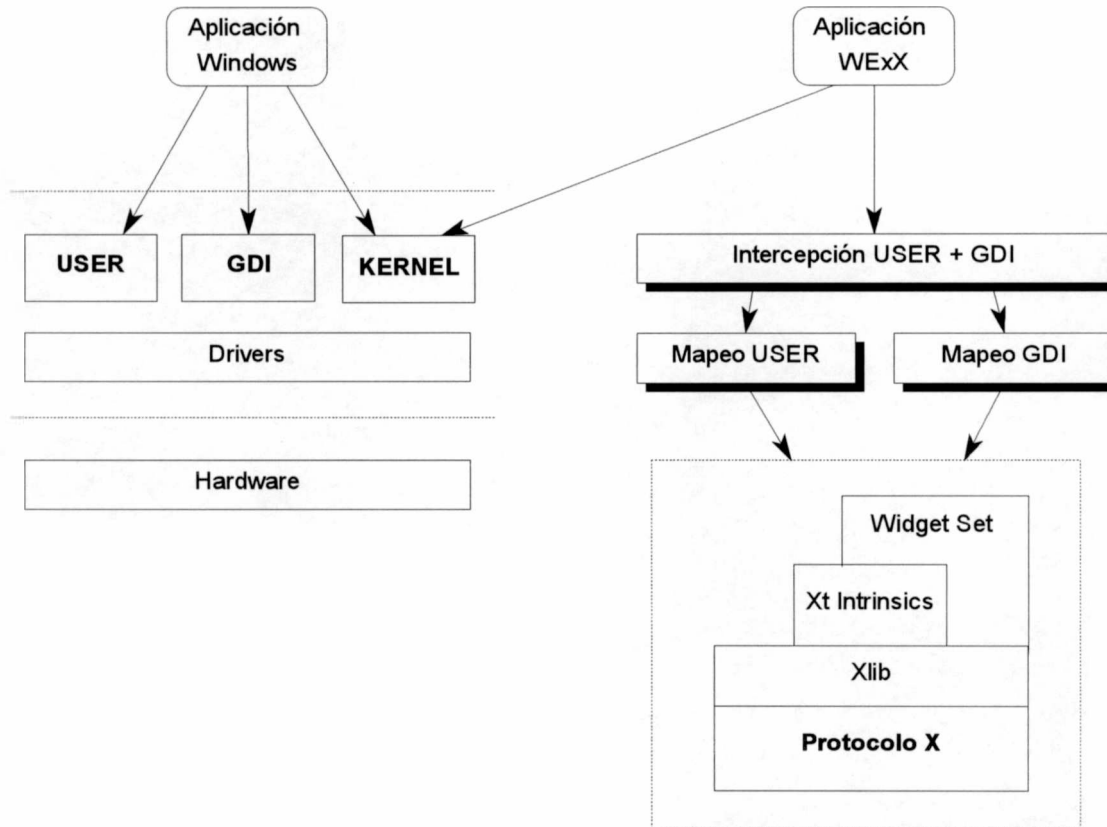 Aplicación
Windows
Aplicación
WExX
USER
GDI
KERNEL
Intercepción USER + GDI
Drivers
Mapeo USER
Mapeo GDI
Hardware
Widget Set
Xt Intrinsics
Xlib
Protocolo X